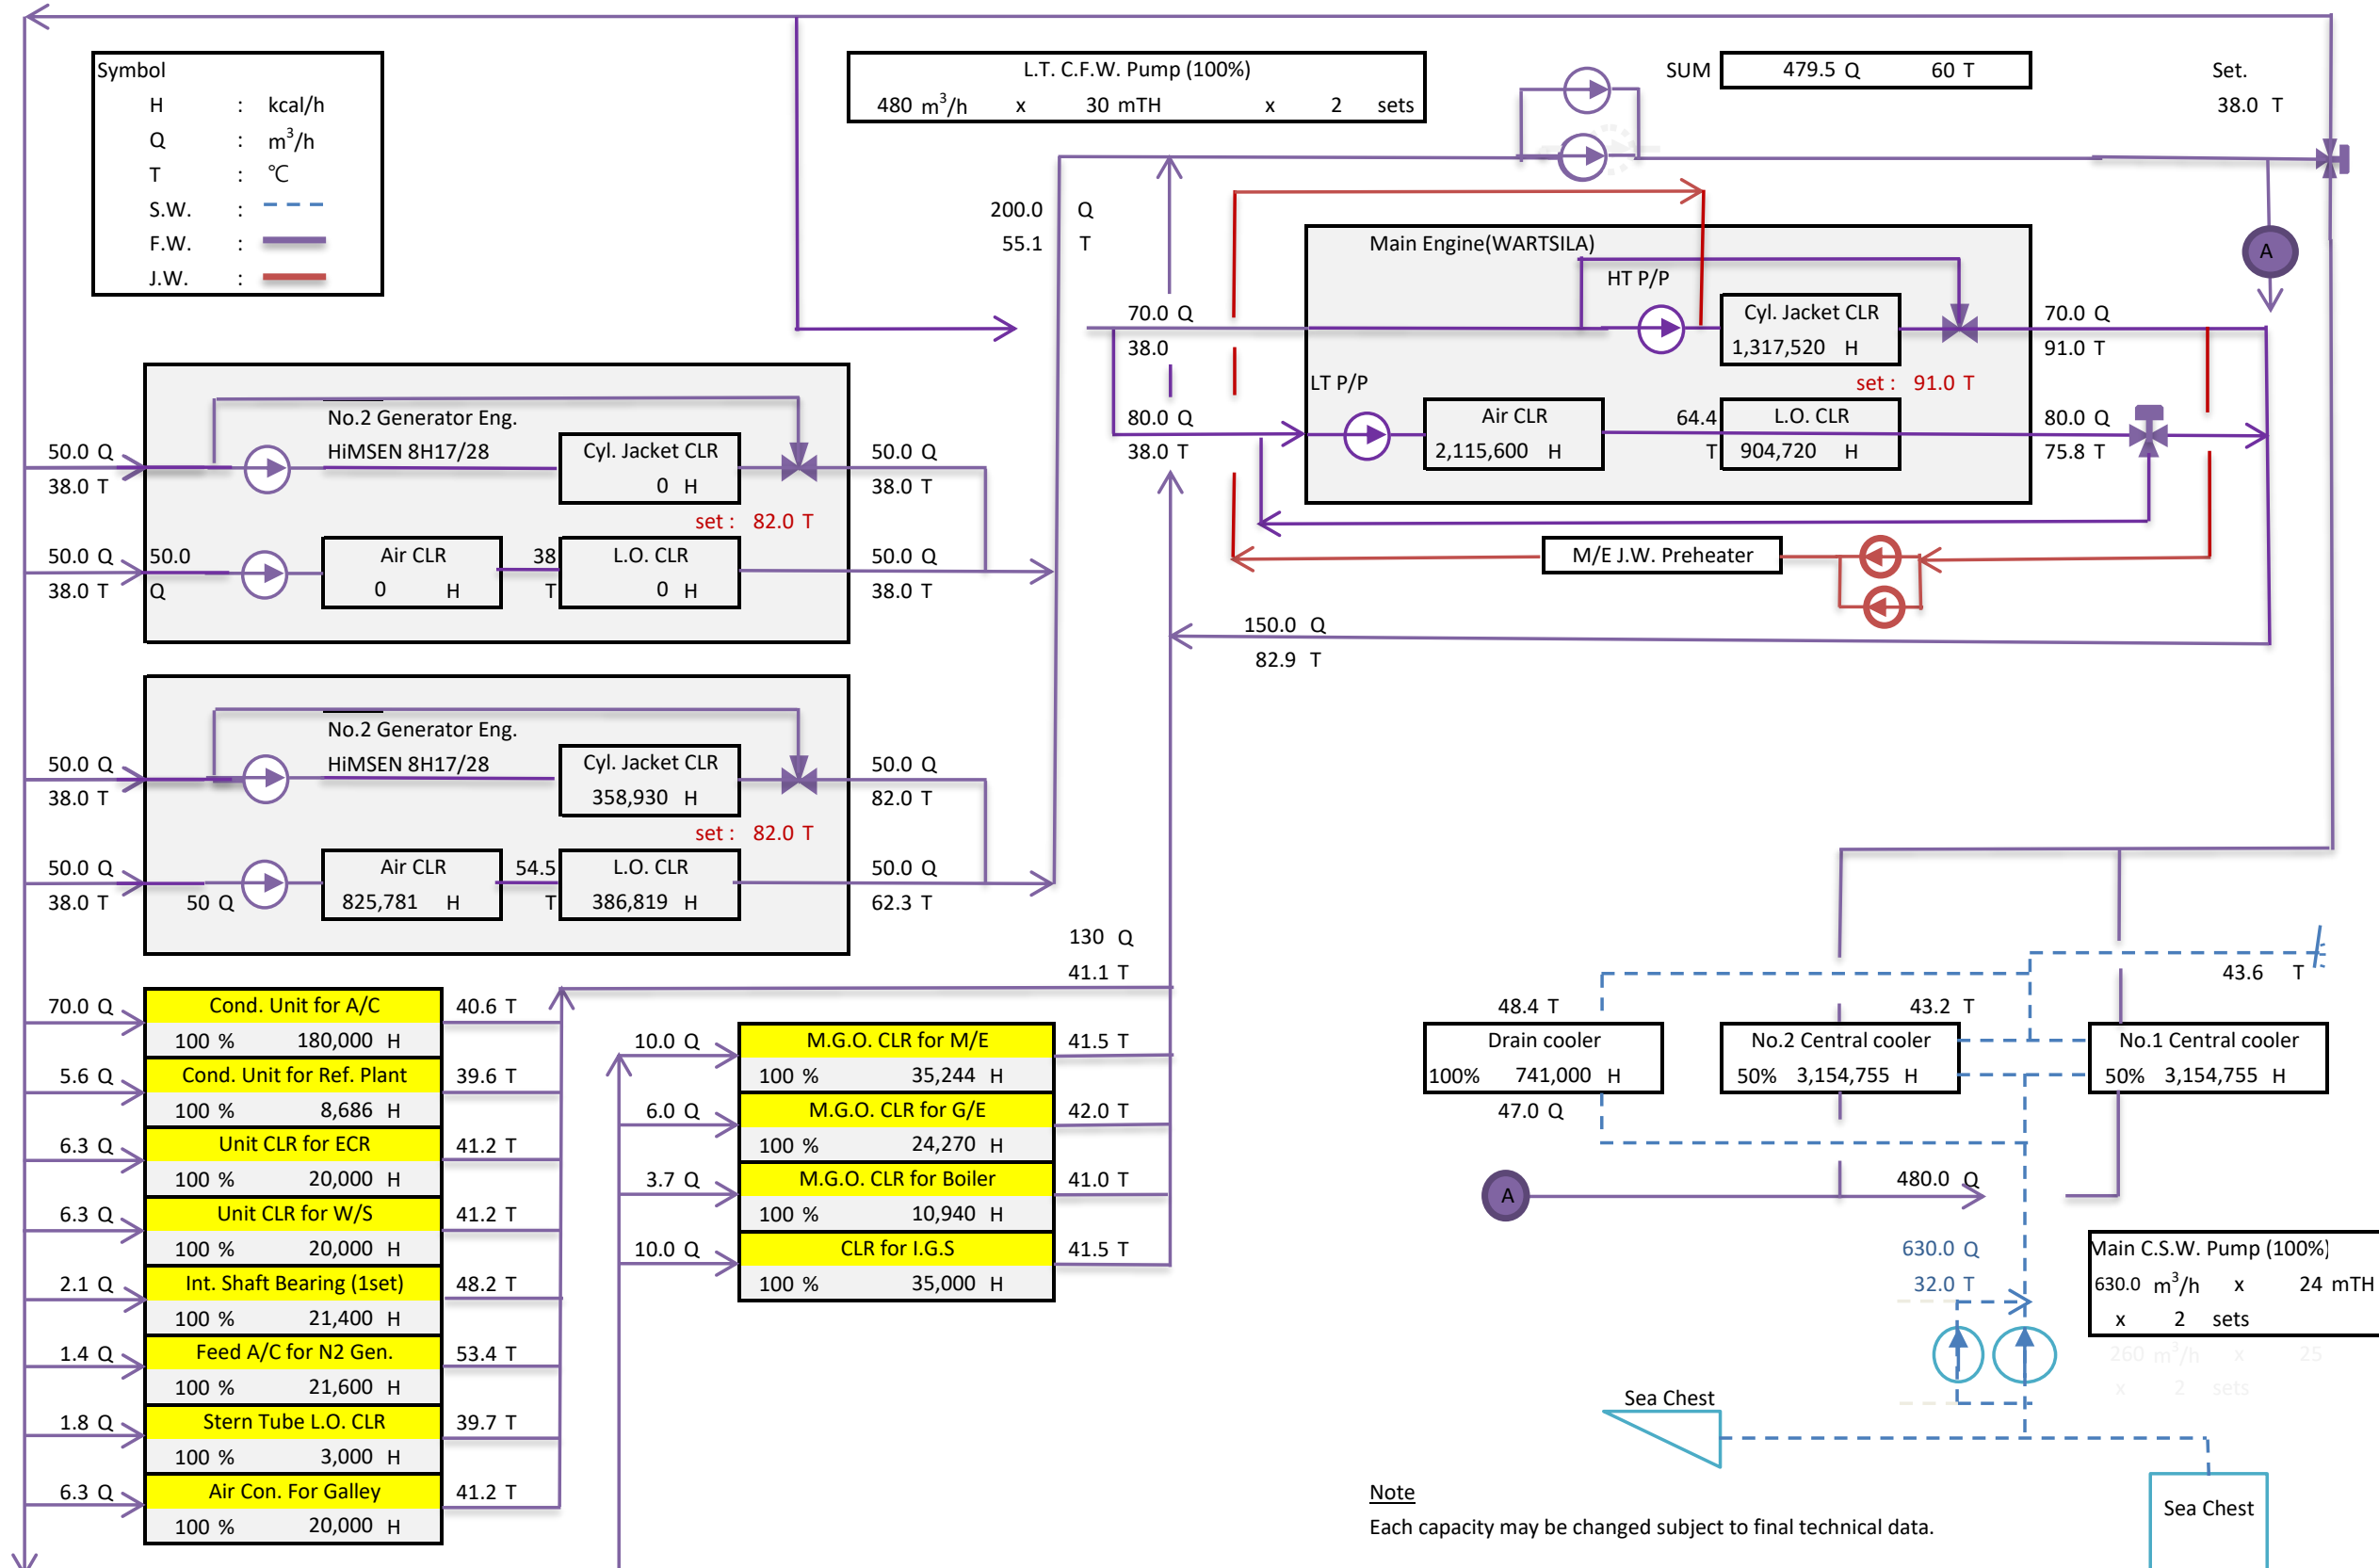 Symbol
H : kcal/h
Q : m³/h
T : ℃
S.W. :
F.W. :
J.W. :
L.T. C.F.W. Pump (100%)
480 m³/h x 30 mTH x 2 sets
SUM 479.5 Q 60 T
Set.
38.0 T
200.0 Q
55.1 T
A
Main Engine(WARTSILA)
HT P/P
70.0 Q
38.0
Cyl. Jacket CLR
1,317,520 H
70.0 Q
91.0 T
set : 91.0 T
LT P/P
80.0 Q
38.0 T
Air CLR
2,115,600 H
64.4
T
L.O. CLR
904,720 H
80.0 Q
75.8 T
M/E J.W. Preheater
150.0 Q
82.9 T
No.2 Generator Eng.
HiMSEN 8H17/28
50.0 Q
38.0 T
Cyl. Jacket CLR
0 H
50.0 Q
38.0 T
set : 82.0 T
50.0 Q
38.0 T
50.0
Q
Air CLR
0 H
38
T
L.O. CLR
0 H
50.0 Q
38.0 T
No.2 Generator Eng.
HiMSEN 8H17/28
50.0 Q
38.0 T
Cyl. Jacket CLR
358,930 H
50.0 Q
82.0 T
set : 82.0 T
50.0 Q
38.0 T
50 Q
Air CLR
825,781 H
54.5
T
L.O. CLR
386,819 H
50.0 Q
62.3 T
130 Q
41.1 T
70.0 Q
Cond. Unit for A/C
40.6 T
100 % 180,000 H
5.6 Q
Cond. Unit for Ref. Plant
39.6 T
100 % 8,686 H
6.3 Q
Unit CLR for ECR
41.2 T
100 % 20,000 H
6.3 Q
Unit CLR for W/S
41.2 T
100 % 20,000 H
2.1 Q
Int. Shaft Bearing (1set)
48.2 T
100 % 21,400 H
1.4 Q
Feed A/C for N2 Gen.
53.4 T
100 % 21,600 H
1.8 Q
Stern Tube L.O. CLR
39.7 T
100 % 3,000 H
6.3 Q
Air Con. For Galley
41.2 T
100 % 20,000 H
10.0 Q
M.G.O. CLR for M/E
41.5 T
100 % 35,244 H
6.0 Q
M.G.O. CLR for G/E
42.0 T
100 % 24,270 H
3.7 Q
M.G.O. CLR for Boiler
41.0 T
100 % 10,940 H
10.0 Q
CLR for I.G.S
41.5 T
100 % 35,000 H
43.6 T
48.4 T
43.2 T
Drain cooler
100% 741,000 H
47.0 Q
No.2 Central cooler
50% 3,154,755 H
No.1 Central cooler
50% 3,154,755 H
A
480.0 Q
630.0 Q
32.0 T
Main C.S.W. Pump (100%)
630.0 m³/h x 24 mTH
x 2 sets
260 m³/h x 25
x 2 sets
Sea Chest
Sea Chest
Note
Each capacity may be changed subject to final technical data.